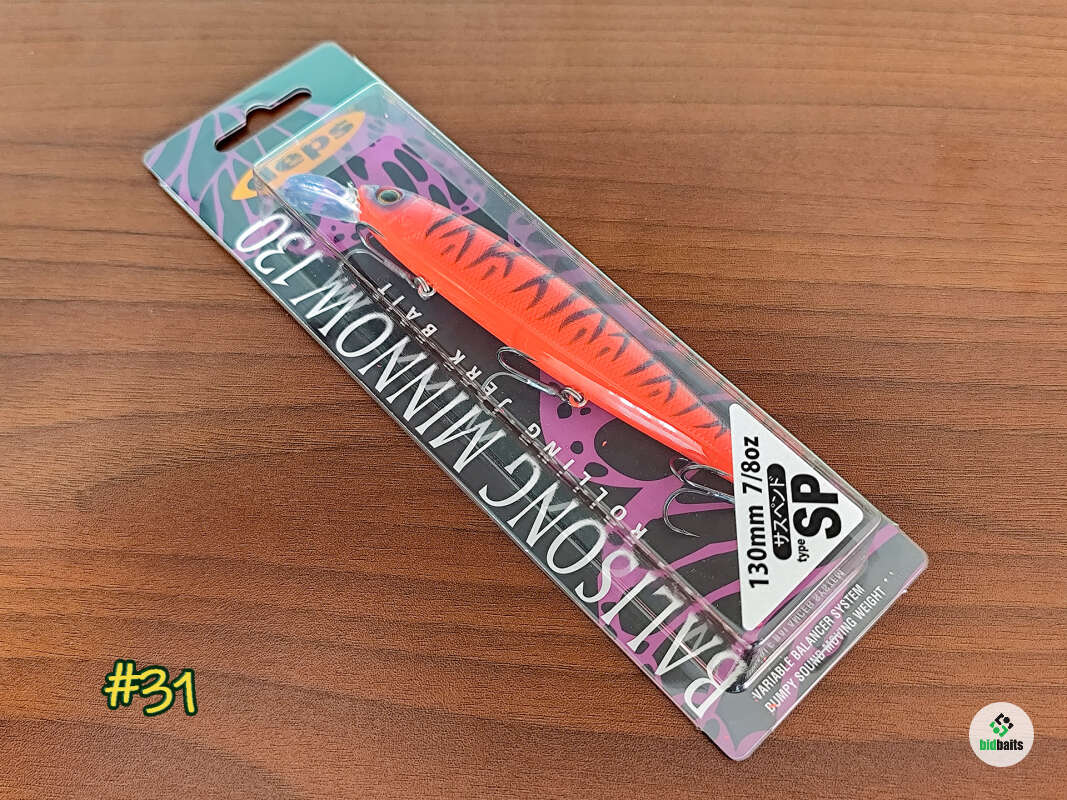 deps
BALISONG MINNOW 130
ROLLING JERK BAIT
130mm 7/8oz
サスペンド
type SP
VARIABLE BALANCER SYSTEM
BUMPY SOUND MOVING WEIGHT
#31
bidbaits